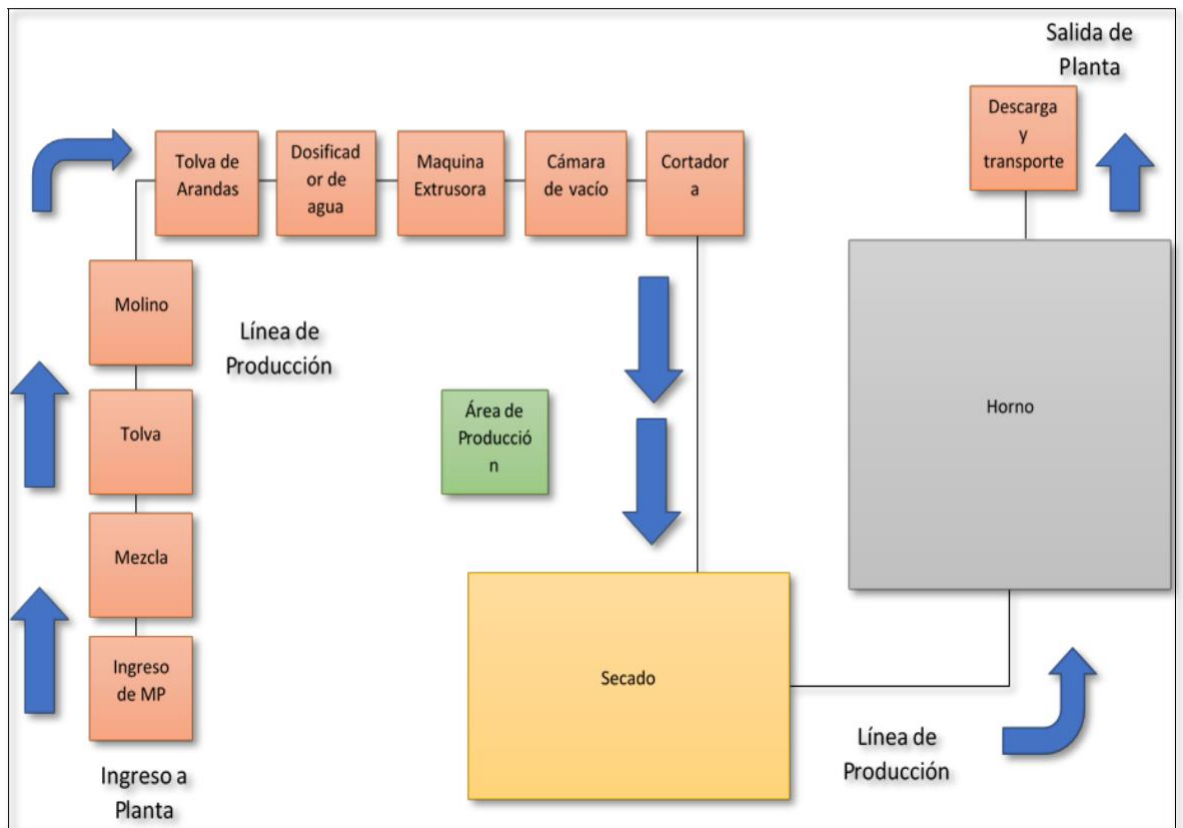 Salida de
Planta
Descarga
y
transporte
Tolva de
Arandas
Dosificad
or de
agua
Maquina
Extrusora
Cámara
de vacío
Cortador
a
Molino
Línea de
Producción
Tolva
Área de
Producció
n
Horno
Mezcla
Ingreso
de MP
Secado
Línea de
Producción
Ingreso a
Planta